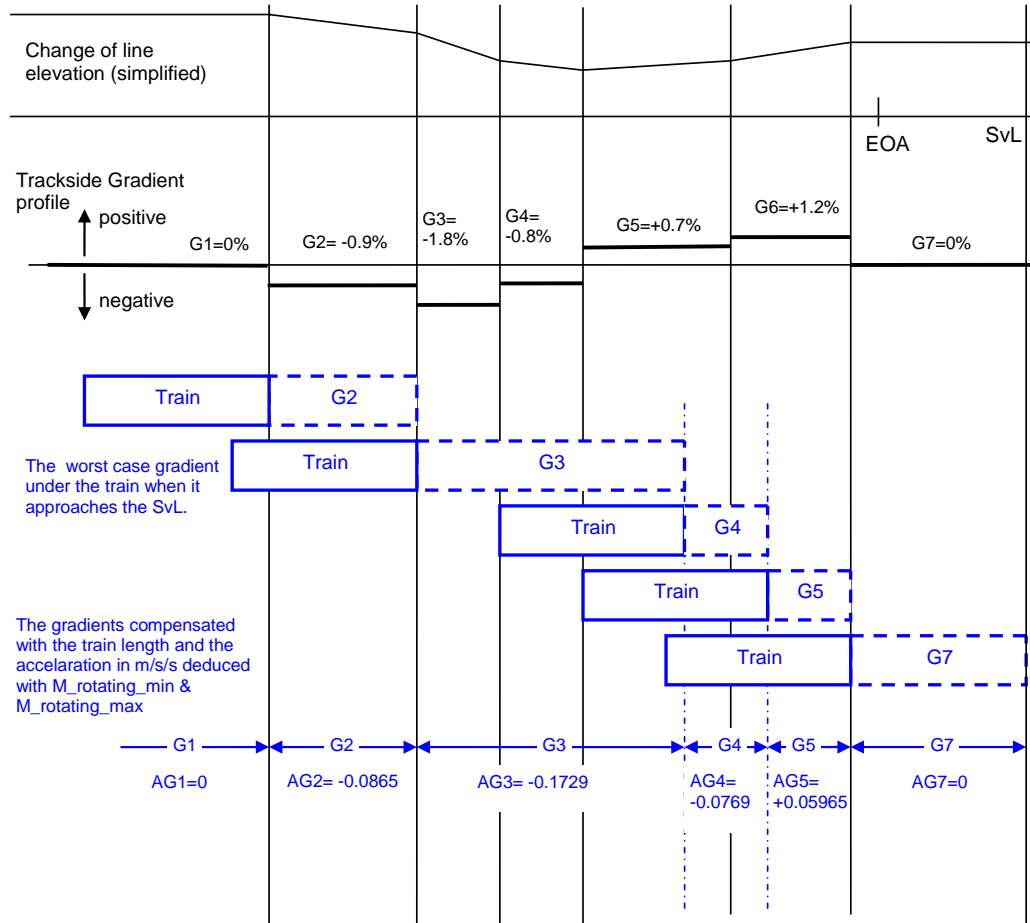 Change of line
elevation (simplified)
EOA
SvL
Trackside Gradient
profile
positive
negative
G1=0%
G2= -0.9%
G3=
-1.8%
G4=
-0.8%
G5=+0.7%
G6=+1.2%
G7=0%
Train
G2
The worst case gradient
under the train when it
approaches the SvL.
Train
G3
Train
G4
Train
G5
The gradients compensated
with the train length and the
accelaration in m/s/s deduced
with M_rotating_min &
M_rotating_max
Train
G7
G1
G2
G3
G4
G5
G7
AG1=0
AG2= -0.0865
AG3= -0.1729
AG4=
-0.0769
AG5=
+0.05965
AG7=0